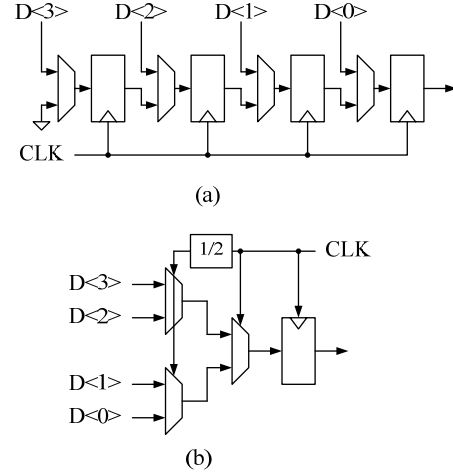 D<3> D<2> D<1> D<0>
CLK
(a)
1/2 CLK
D<3>
D<2>
D<1>
D<0>
(b)